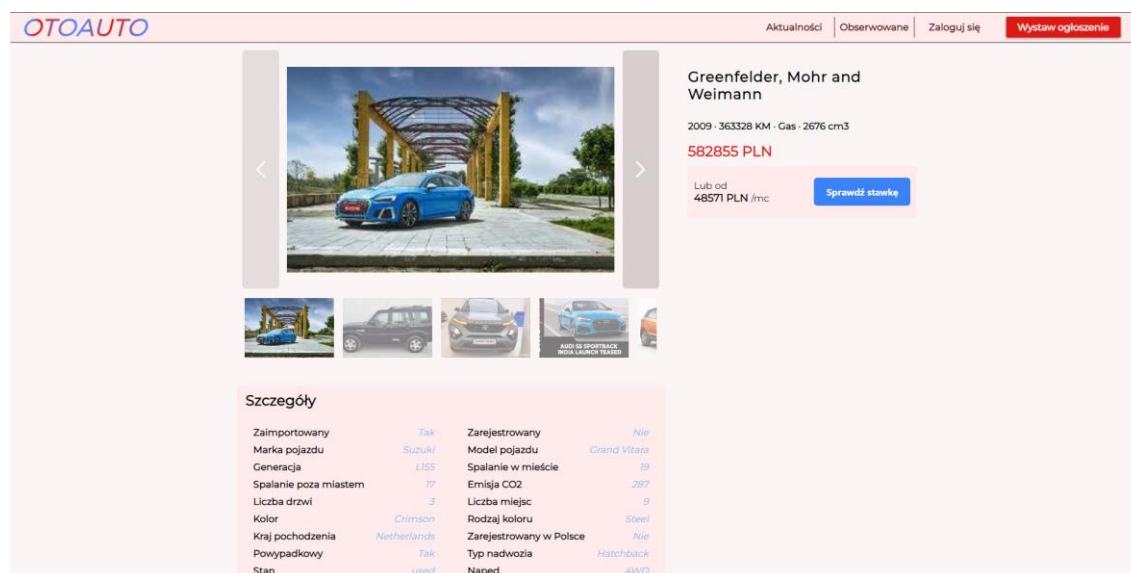 OTOAUTO
Aktualności
Obserwowane
Zaloguj się
Wystaw ogłoszenie
Greenfelder, Mohr and
Weimann
2009 · 363328 KM · Gas · 2676 cm3
582855 PLN
Lub od
48571 PLN /mc
Sprawdź stawkę
AUDI S5 SPORTBACK
INDIA LAUNCH TEASED
Szczegóły
Zaimportowany Tak Zarejestrowany Nie
Marka pojazdu Suzuki Model pojazdu Grand Vitara
Generacja L155 Spalanie w mieście 19
Spalanie poza miastem 17 Emisja CO2 287
Liczba drzwi 3 Liczba miejsc 9
Kolor Crimson Rodzaj koloru Steel
Kraj pochodzenia Netherlands Zarejestrowany w Polsce Nie
Powypadkowy Tak Typ nadwozia Hatchback
Stan used Napęd 4WD